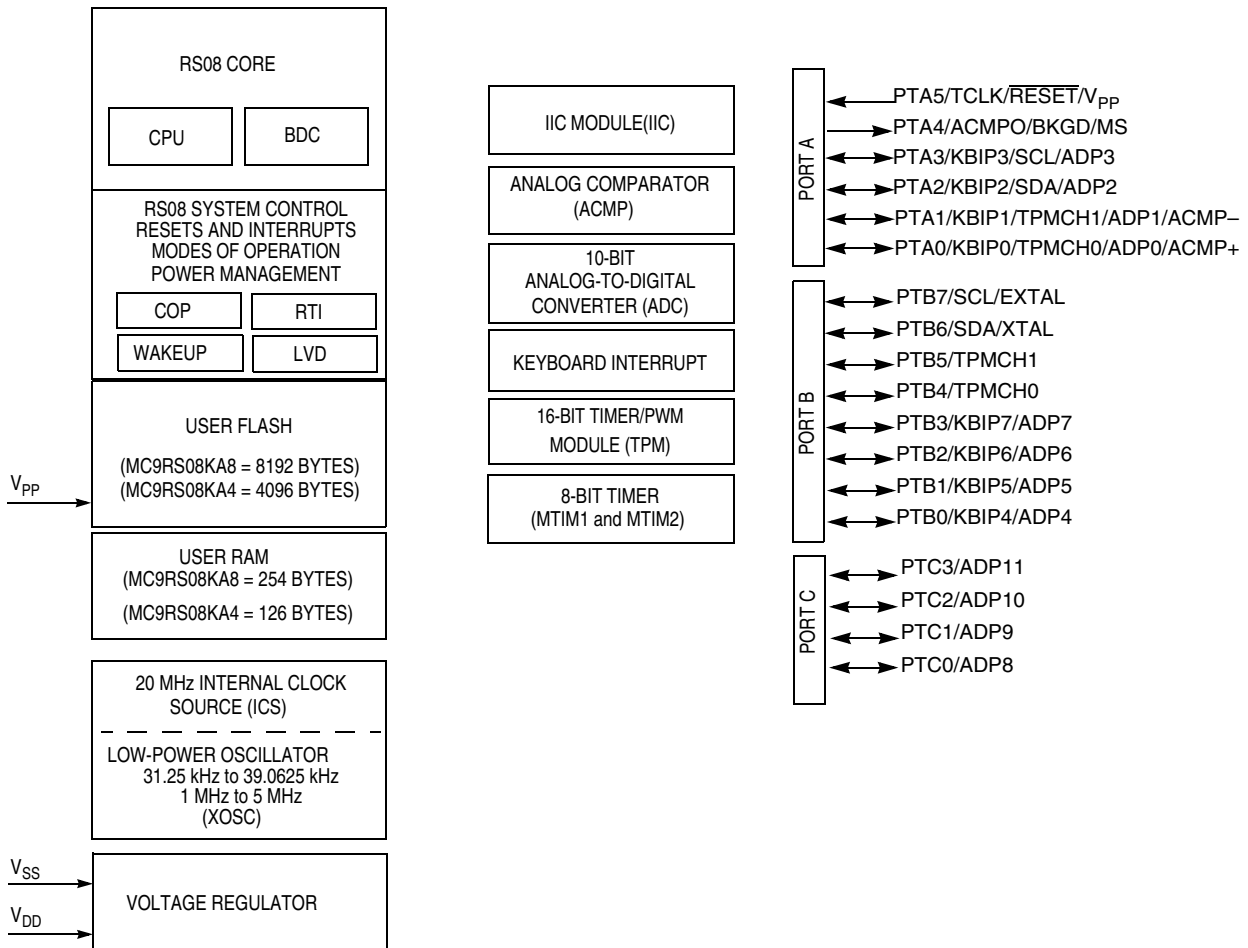 RS08 CORE
CPU
BDC
RS08 SYSTEM CONTROL
RESETS AND INTERRUPTS
MODES OF OPERATION
POWER MANAGEMENT
COP
RTI
WAKEUP
LVD
USER FLASH
(MC9RS08KA8 = 8192 BYTES)
(MC9RS08KA4 = 4096 BYTES)
VPP
USER RAM
(MC9RS08KA8 = 254 BYTES)
(MC9RS08KA4 = 126 BYTES)
20 MHz INTERNAL CLOCK
SOURCE (ICS)
LOW-POWER OSCILLATOR
31.25 kHz to 39.0625 kHz
1 MHz to 5 MHz
(XOSC)
VSS
VDD
VOLTAGE REGULATOR
IIC MODULE(IIC)
ANALOG COMPARATOR
(ACMP)
10-BIT
ANALOG-TO-DIGITAL
CONVERTER (ADC)
KEYBOARD INTERRUPT
16-BIT TIMER/PWM
MODULE (TPM)
8-BIT TIMER
(MTIM1 and MTIM2)
PORT A
PTA5/TCLK/RESET/VPP
PTA4/ACMPO/BKGD/MS
PTA3/KBIP3/SCL/ADP3
PTA2/KBIP2/SDA/ADP2
PTA1/KBIP1/TPMCH1/ADP1/ACMP–
PTA0/KBIP0/TPMCH0/ADP0/ACMP+
PORT B
PTB7/SCL/EXTAL
PTB6/SDA/XTAL
PTB5/TPMCH1
PTB4/TPMCH0
PTB3/KBIP7/ADP7
PTB2/KBIP6/ADP6
PTB1/KBIP5/ADP5
PTB0/KBIP4/ADP4
PORT C
PTC3/ADP11
PTC2/ADP10
PTC1/ADP9
PTC0/ADP8